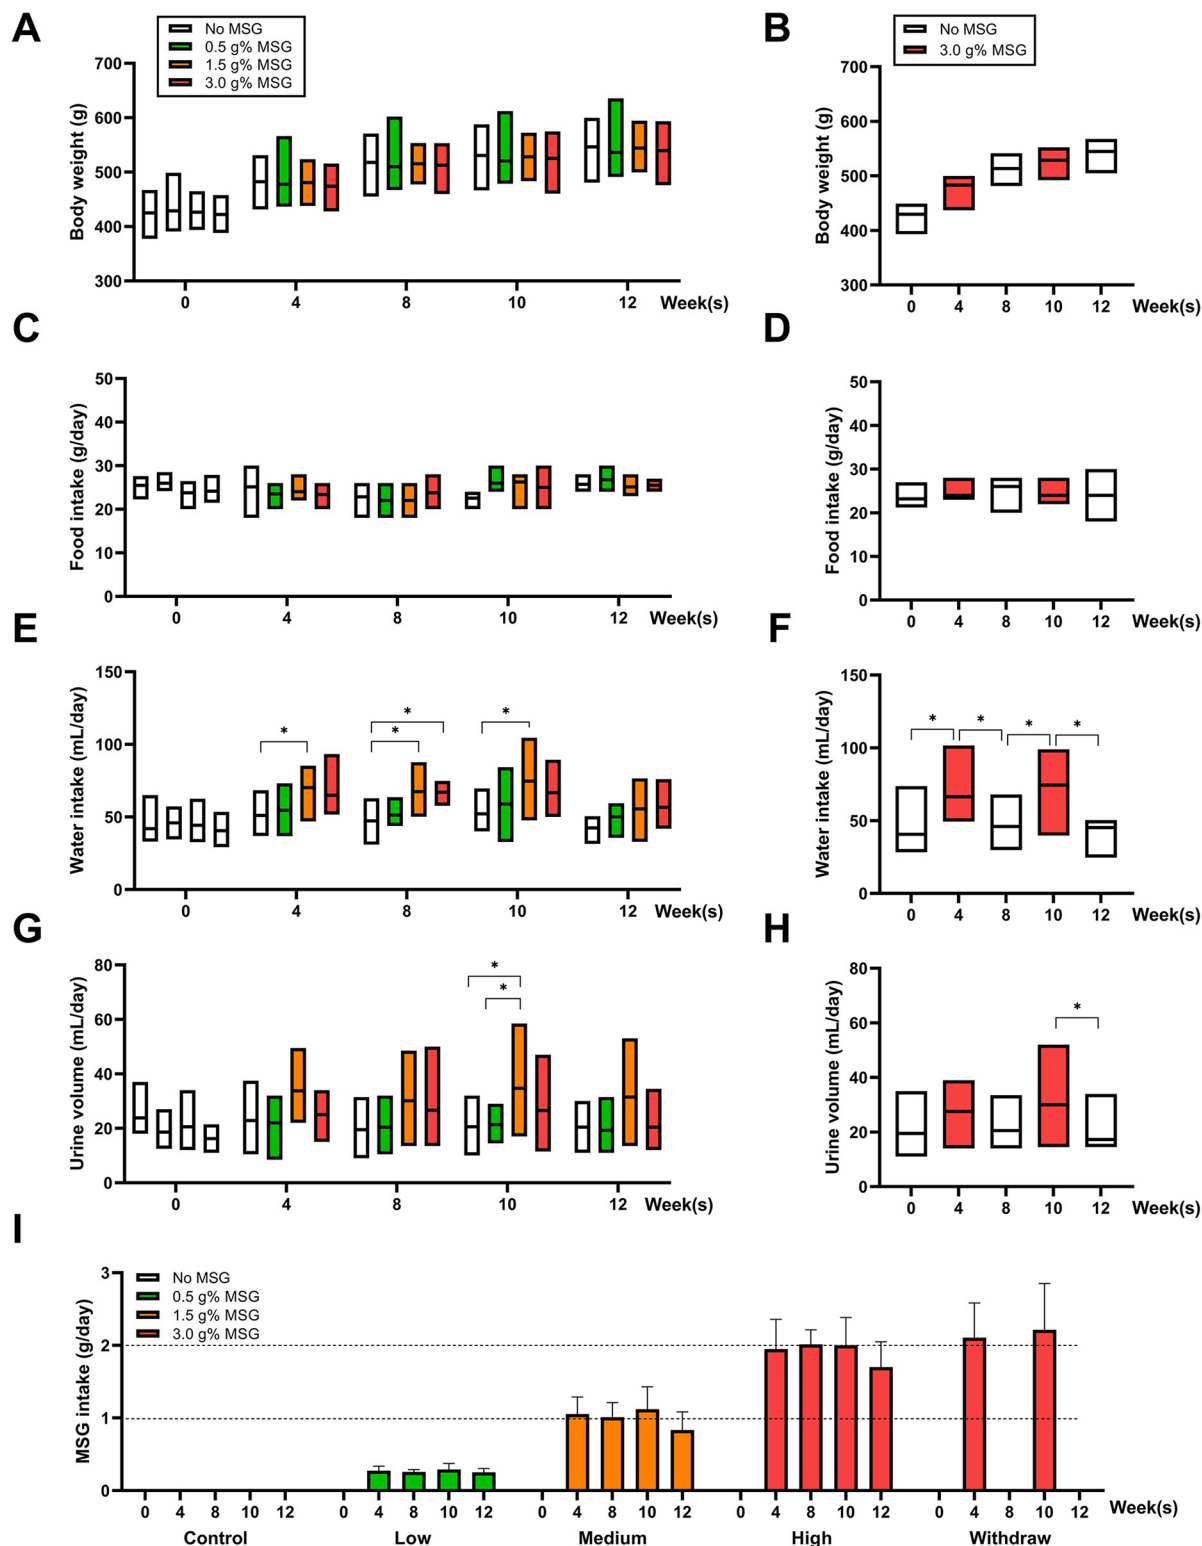 A
No MSG
0.5 g% MSG
1.5 g% MSG
3.0 g% MSG
Body weight (g)
700
600
500
400
300
0 4 8 10 12 Week(s)
B
No MSG
3.0 g% MSG
Body weight (g)
700
600
500
400
300
0 4 8 10 12 Week(s)
C
Food intake (g/day)
50
40
30
20
10
0
0 4 8 10 12 Week(s)
D
Food intake (g/day)
50
40
30
20
10
0
0 4 8 10 12 Week(s)
E
Water intake (mL/day)
150
100
50
0
* * * *
0 4 8 10 12 Week(s)
F
Water intake (mL/day)
150
100
50
0
* * * *
0 4 8 10 12 Week(s)
G
Urine volume (mL/day)
80
60
40
20
0
*
*
0 4 8 10 12 Week(s)
H
Urine volume (mL/day)
80
60
40
20
0
*
0 4 8 10 12 Week(s)
I
No MSG
0.5 g% MSG
1.5 g% MSG
3.0 g% MSG
MSG intake (g/day)
3
2
1
0
0 4 8 10 12 0 4 8 10 12 0 4 8 10 12 0 4 8 10 12 0 4 8 10 12 Week(s)
Control Low Medium High Withdraw